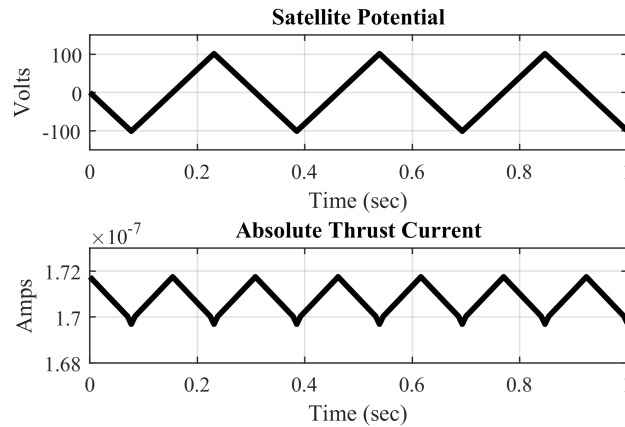 Satellite Potential
100
0
-100
Volts
0 0.2 0.4 0.6 0.8
Time (sec)
×10⁻⁷
Absolute Thrust Current
1.72
1.7
1.68
Amps
0 0.2 0.4 0.6 0.8
Time (sec)